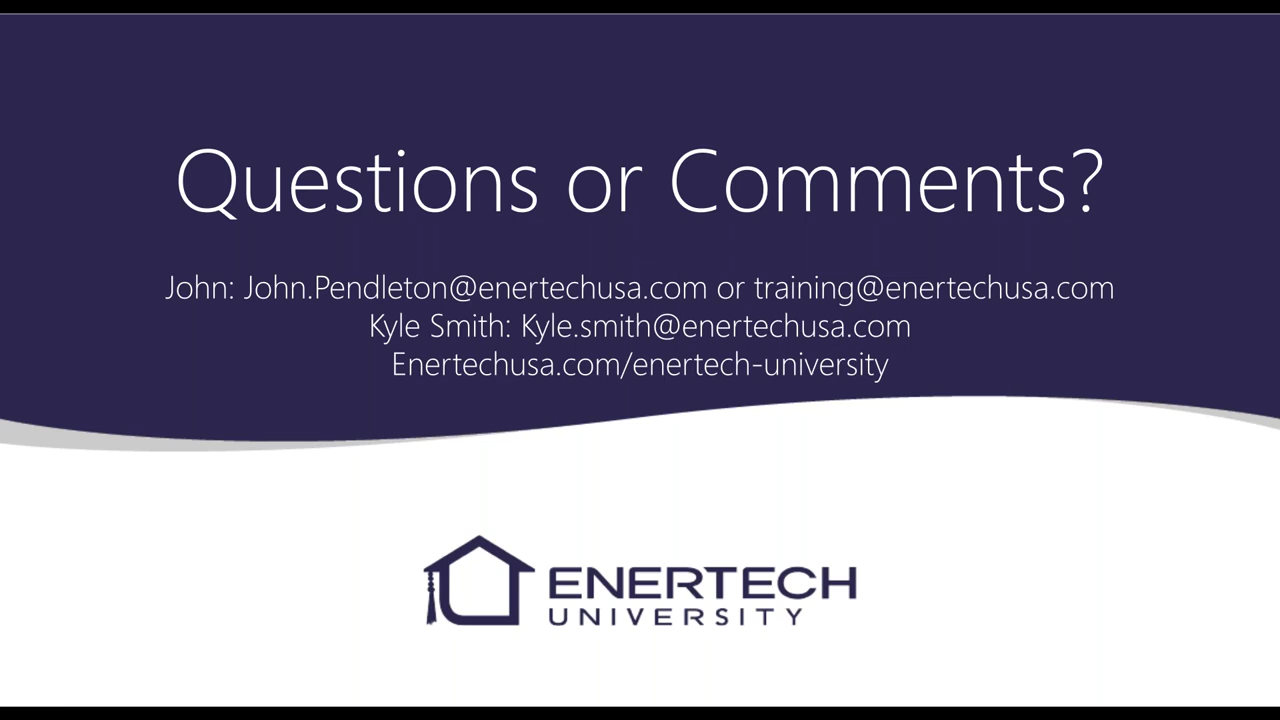 Questions or Comments?
John: John.Pendleton@enertechusa.com or training@enertechusa.com
Kyle Smith: Kyle.smith@enertechusa.com
Enertechusa.com/enertech-university
ENERTECH
UNIVERSITY